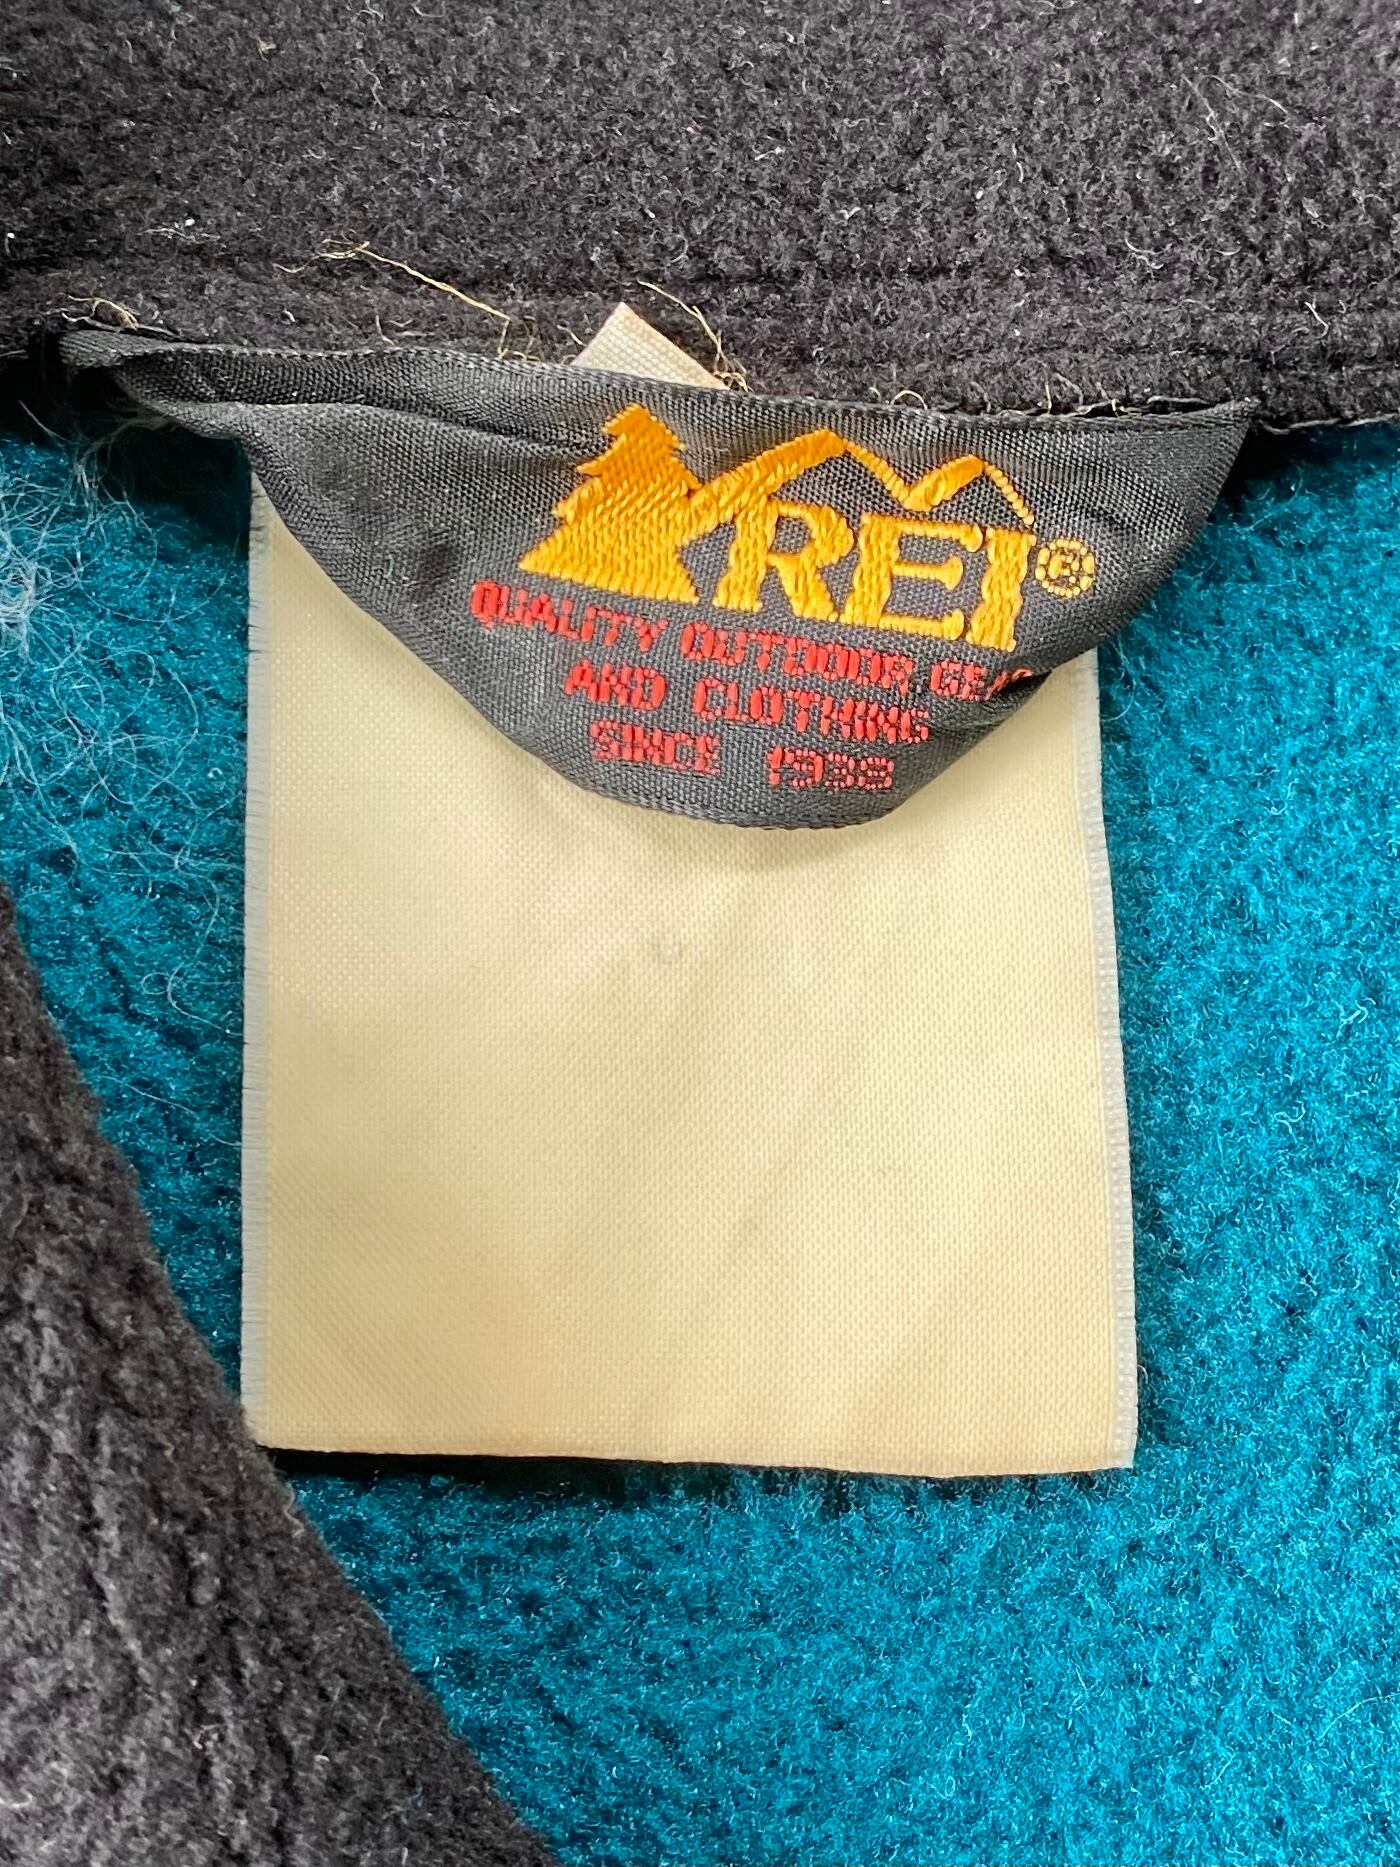 REI®
QUALITY OUTDOOR GEAR
AND CLOTHING
SINCE 1938